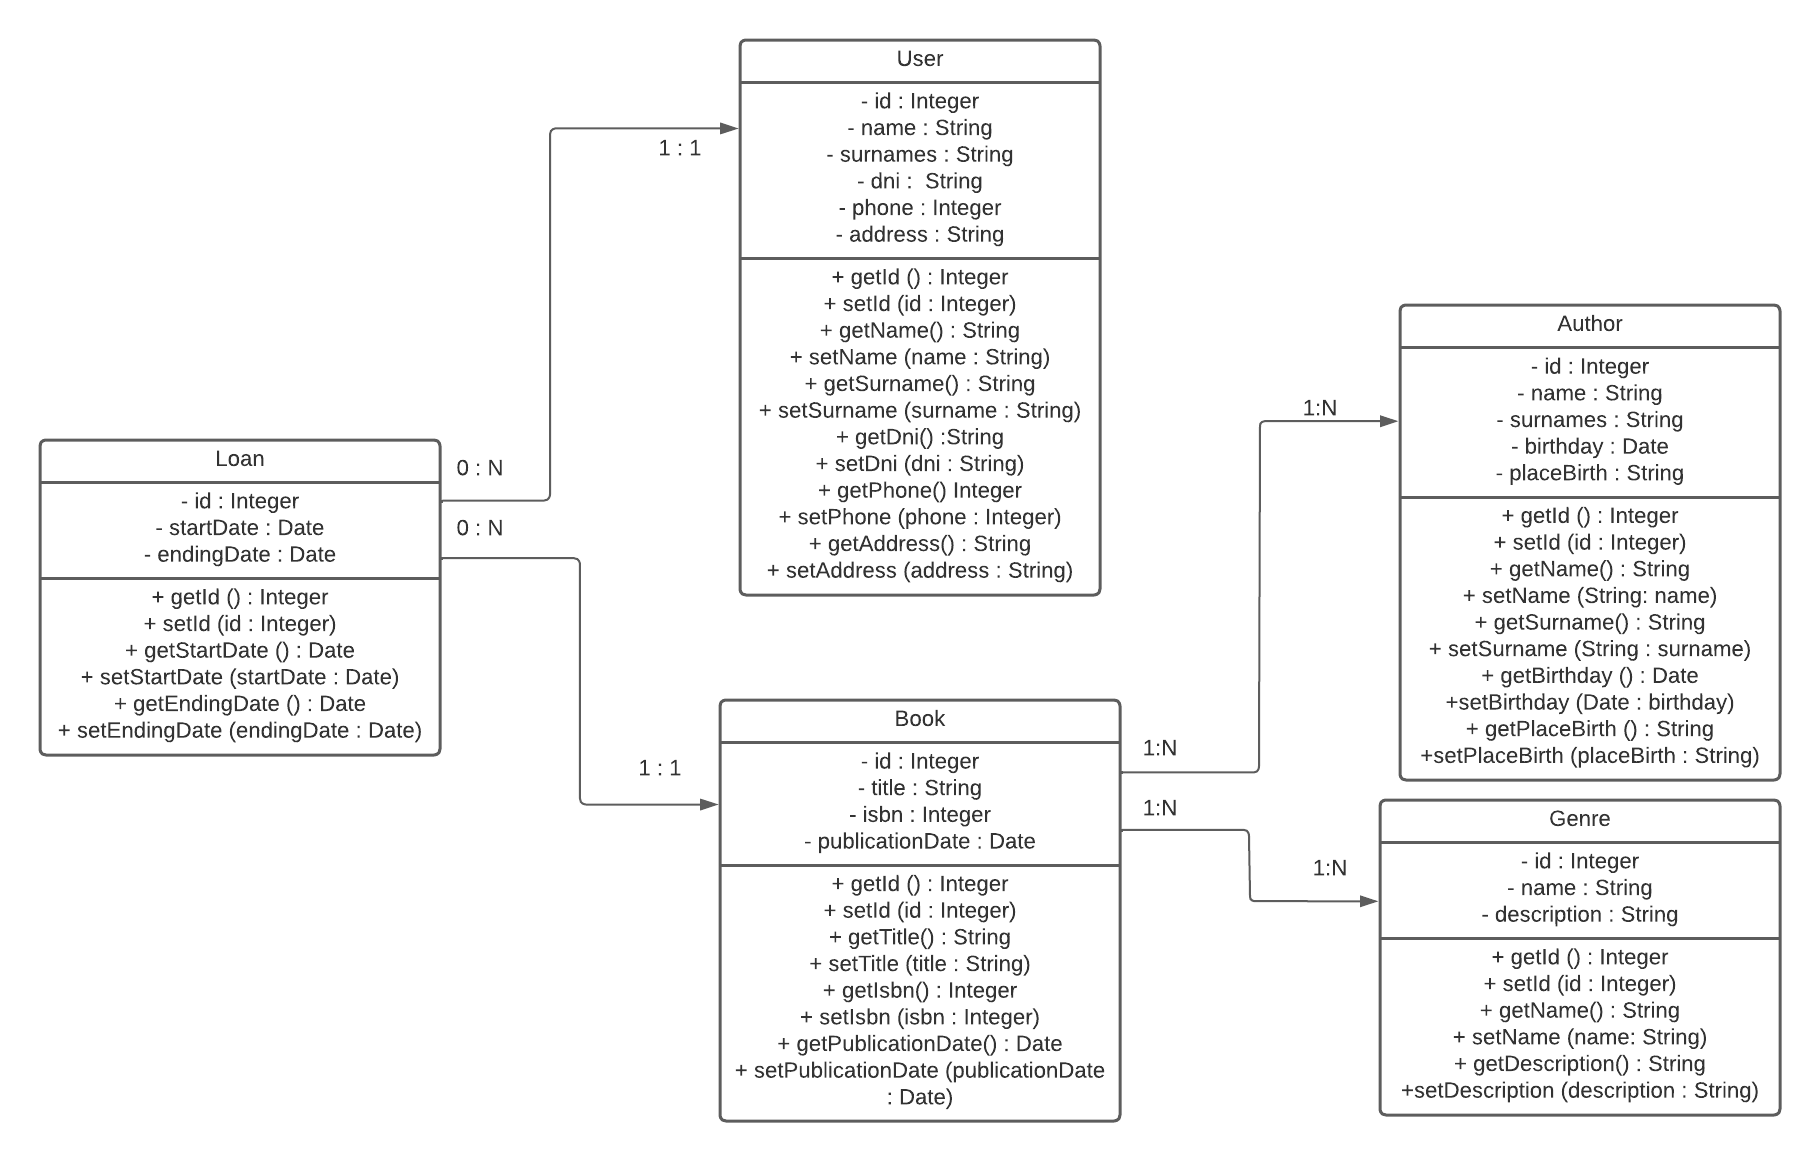 User
- id : Integer
- name : String
- surnames : String
- dni :  String
- phone : Integer
- address : String
+ getId () : Integer
+ setId (id : Integer)
+ getName() : String
+ setName (name : String)
+ getSurname() : String
+ setSurname (surname : String)
+ getDni() :String
+ setDni (dni : String)
+ getPhone() Integer
+ setPhone (phone : Integer)
+ getAddress() : String
+ setAddress (address : String)
1 : 1
0 : N
0 : N
1 : 1
Loan
- id : Integer
- startDate : Date
- endingDate : Date
+ getId () : Integer
+ setId (id : Integer)
+ getStartDate () : Date
+ setStartDate (startDate : Date)
+ getEndingDate () : Date
+ setEndingDate (endingDate : Date)
Book
- id : Integer
- title : String
- isbn : Integer
- publicationDate : Date
+ getId () : Integer
+ setId (id : Integer)
+ getTitle() : String
+ setTitle (title : String)
+ getIsbn() : Integer
+ setIsbn (isbn : Integer)
+ getPublicationDate() : Date
+ setPublicationDate (publicationDate
: Date)
1:N
1:N
1:N
1:N
Author
- id : Integer
- name : String
- surnames : String
- birthday : Date
- placeBirth : String
+ getId () : Integer
+ setId (id : Integer)
+ getName() : String
+ setName (String: name)
+ getSurname() : String
+ setSurname (String : surname)
+ getBirthday () : Date
+setBirthday (Date : birthday)
+ getPlaceBirth () : String
+setPlaceBirth (placeBirth : String)
Genre
- id : Integer
- name : String
- description : String
+ getId () : Integer
+ setId (id : Integer)
+ getName() : String
+ setName (name: String)
+ getDescription() : String
+setDescription (description : String)